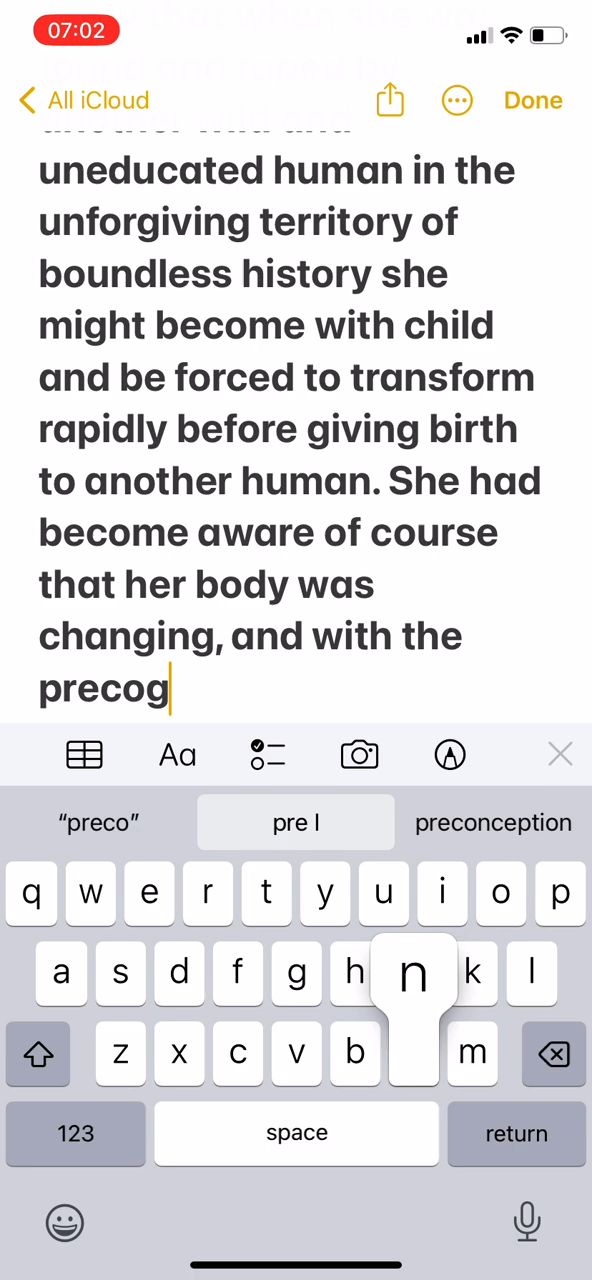 07:02
All iCloud
Done
uneducated human in the
unforgiving territory of
boundless history she
might become with child
and be forced to transform
rapidly before giving birth
to another human. She had
become aware of course
that her body was
changing, and with the
precog
Aa
“preco” pre I preconception
q w e r t y u i o p
a s d f g h n k l
z x c v b m
123 space return